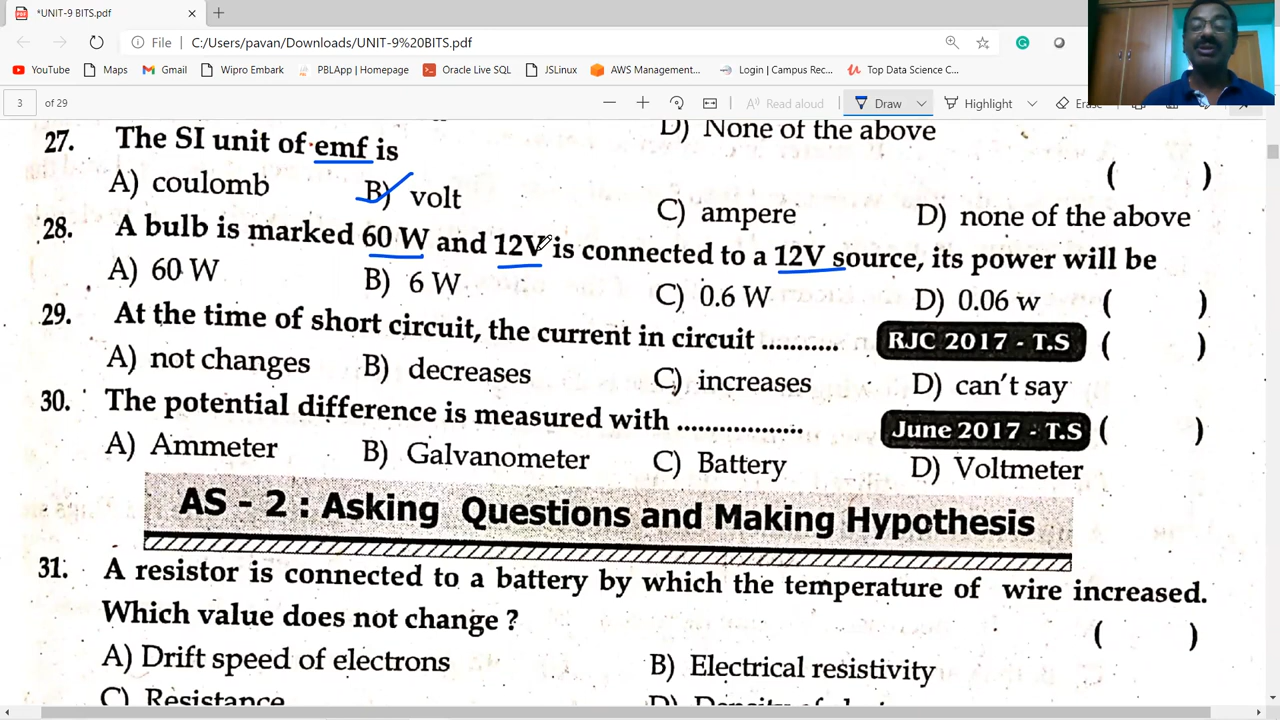 *UNIT-9 BITS.pdf
File C:/Users/pavan/Downloads/UNIT-9%20BITS.pdf
YouTube Maps Gmail Wipro Embark PBLApp | Homepage Oracle Live SQL JSLinux AWS Management... Login | Campus Rec... Top Data Science C...
3 of 29 Read aloud Draw Highlight Erase
D) None of the above
27. The SI unit of emf is ( )
A) coulomb B) volt C) ampere D) none of the above
28. A bulb is marked 60 W and 12V is connected to a 12V source, its power will be
A) 60 W B) 6 W C) 0.6 W D) 0.06 w ( )
29. At the time of short circuit, the current in circuit ........... RJC 2017 - T.S ( )
A) not changes B) decreases C) increases D) can't say
30. The potential difference is measured with .................. June 2017 - T.S ( )
A) Ammeter B) Galvanometer C) Battery D) Voltmeter
AS - 2 : Asking Questions and Making Hypothesis
31. A resistor is connected to a battery by which the temperature of wire increased.
Which value does not change ? ( )
A) Drift speed of electrons B) Electrical resistivity
C) Resistance